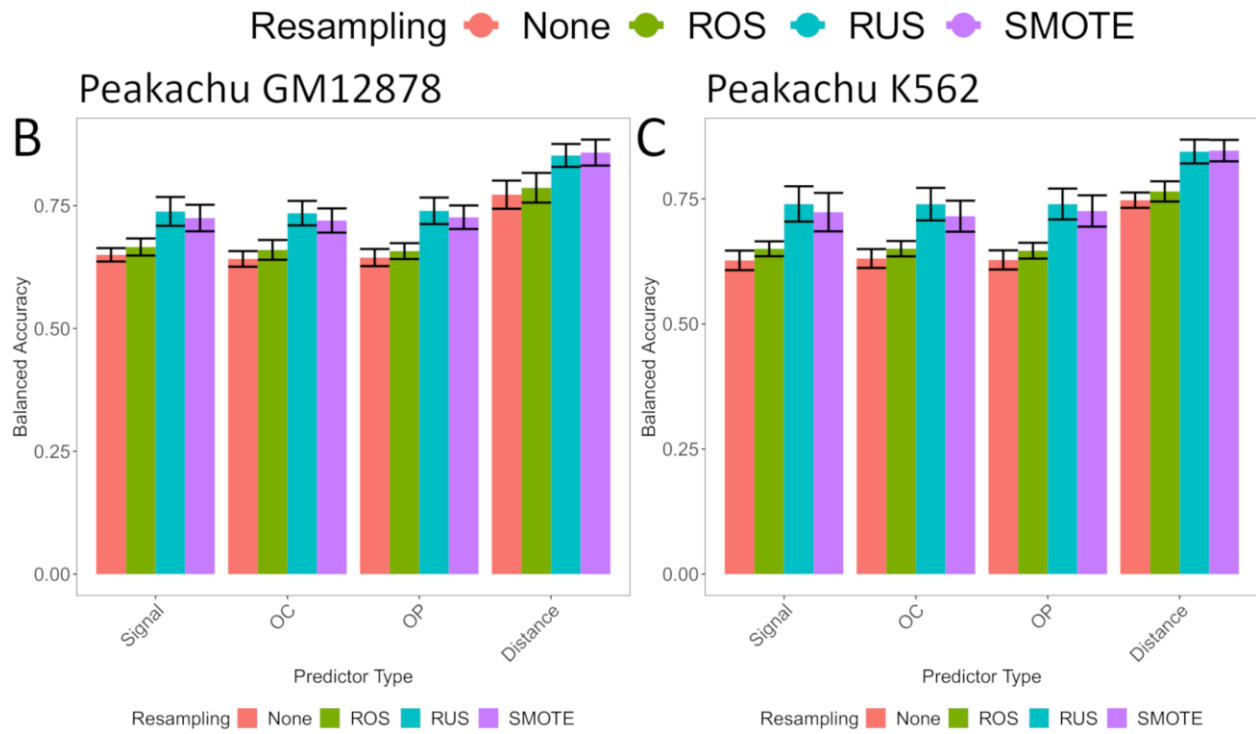 Resampling None ROS RUS SMOTE
Peakachu GM12878
B
Balanced Accuracy
0.75
0.50
0.25
0.00
Signal
OC
OP
Distance
Predictor Type
Resampling None ROS RUS SMOTE
Peakachu K562
C
Balanced Accuracy
0.75
0.50
0.25
0.00
Signal
OC
OP
Distance
Predictor Type
Resampling None ROS RUS SMOTE